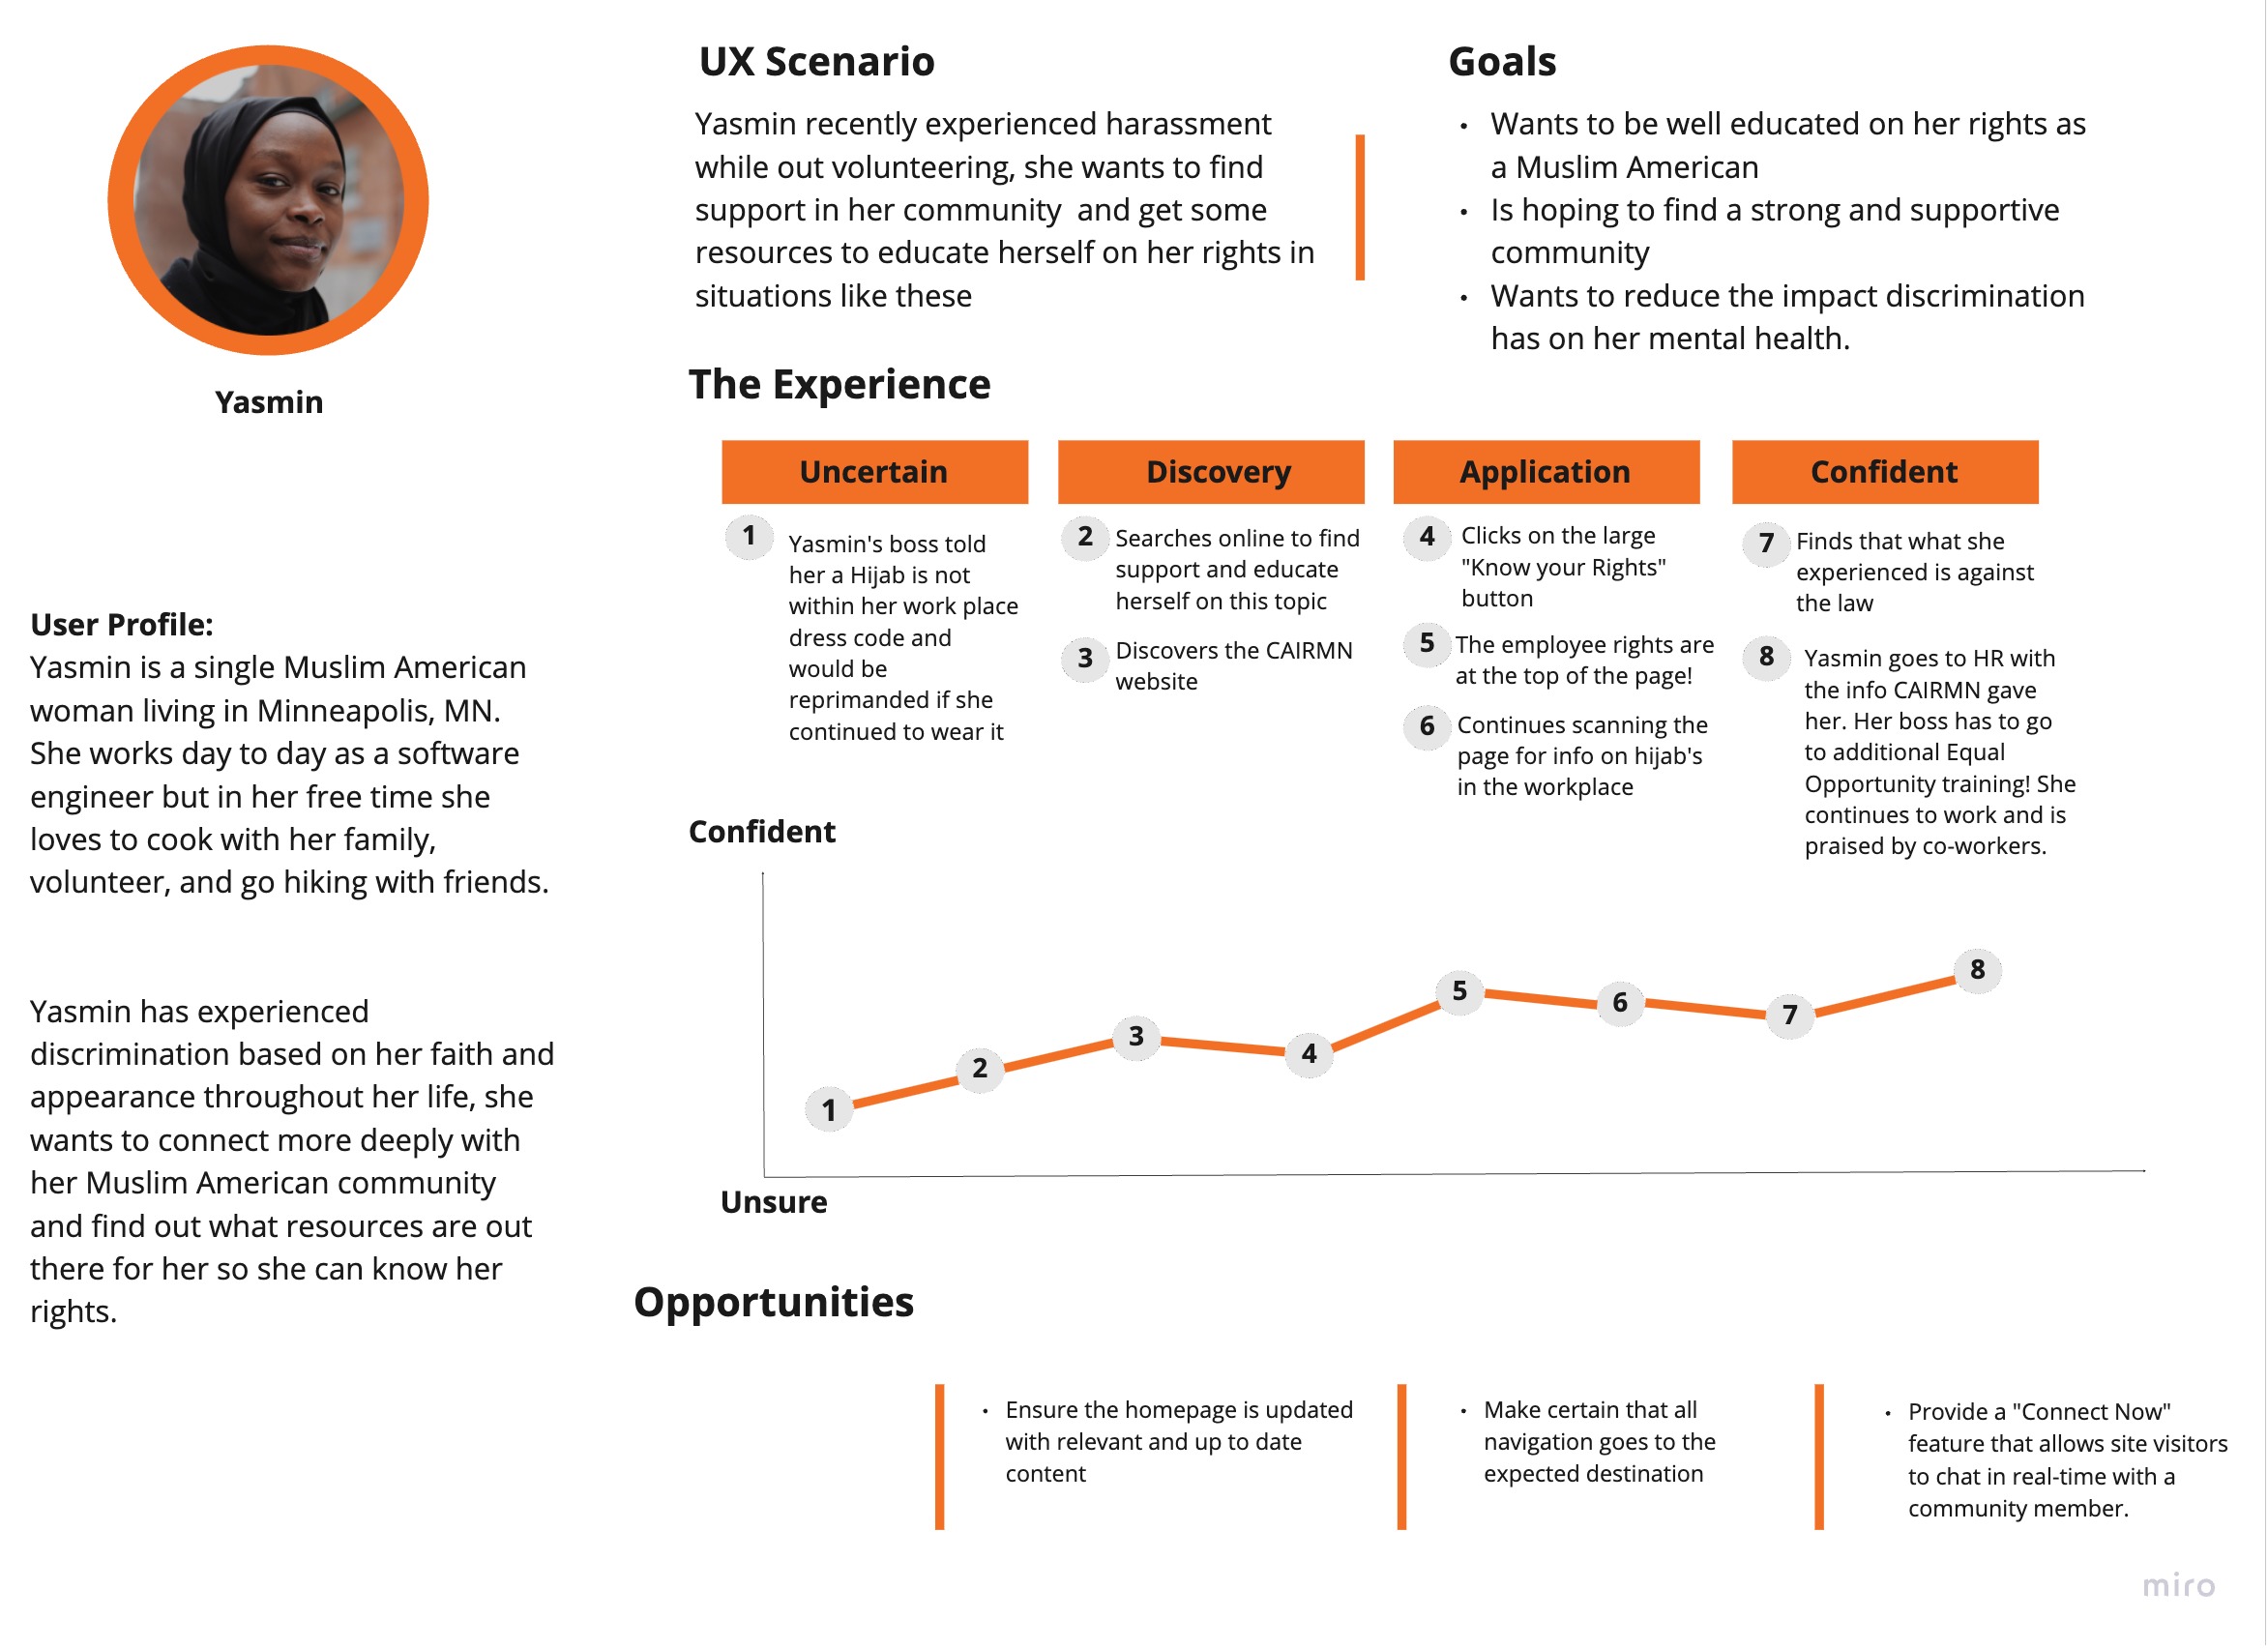 Yasmin
User Profile:
Yasmin is a single Muslim American
woman living in Minneapolis, MN.
She works day to day as a software
engineer but in her free time she
loves to cook with her family,
volunteer, and go hiking with friends.
Yasmin has experienced
discrimination based on her faith and
appearance throughout her life, she
wants to connect more deeply with
her Muslim American community
and find out what resources are out
there for her so she can know her
rights.
UX Scenario
Yasmin recently experienced harassment
while out volunteering, she wants to find
support in her community  and get some
resources to educate herself on her rights in
situations like these
Goals
• Wants to be well educated on her rights as
a Muslim American
• Is hoping to find a strong and supportive
community
• Wants to reduce the impact discrimination
has on her mental health.
The Experience
Uncertain
1
Yasmin's boss told
her a Hijab is not
within her work place
dress code and
would be
reprimanded if she
continued to wear it
Discovery
2
Searches online to find
support and educate
herself on this topic
3
Discovers the CAIRMN
website
Application
4
Clicks on the large
"Know your Rights"
button
5
The employee rights are
at the top of the page!
6
Continues scanning the
page for info on hijab's
in the workplace
Confident
7
Finds that what she
experienced is against
the law
8
Yasmin goes to HR with
the info CAIRMN gave
her. Her boss has to go
to additional Equal
Opportunity training! She
continues to work and is
praised by co-workers.
Confident
1
2
3
4
5
6
7
8
Unsure
Opportunities
• Ensure the homepage is updated
with relevant and up to date
content
• Make certain that all
navigation goes to the
expected destination
• Provide a "Connect Now"
feature that allows site visitors
to chat in real-time with a
community member.
miro